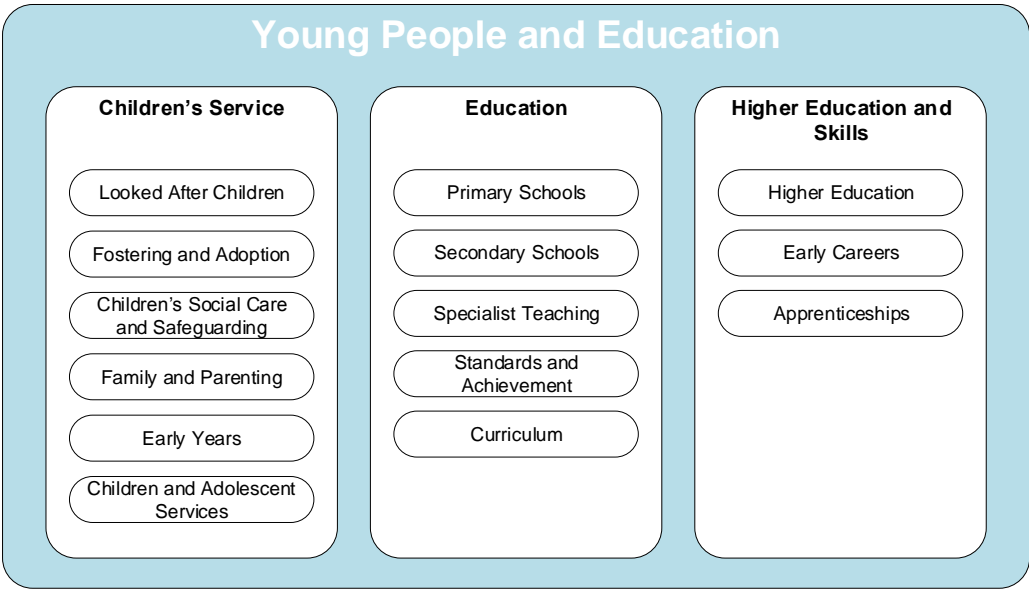 Young People and Education
Children's Service
Looked After Children
Fostering and Adoption
Children's Social Care
and Safeguarding
Family and Parenting
Early Years
Children and Adolescent
Services
Education
Primary Schools
Secondary Schools
Specialist Teaching
Standards and
Achievement
Curriculum
Higher Education and
Skills
Higher Education
Early Careers
Apprenticeships